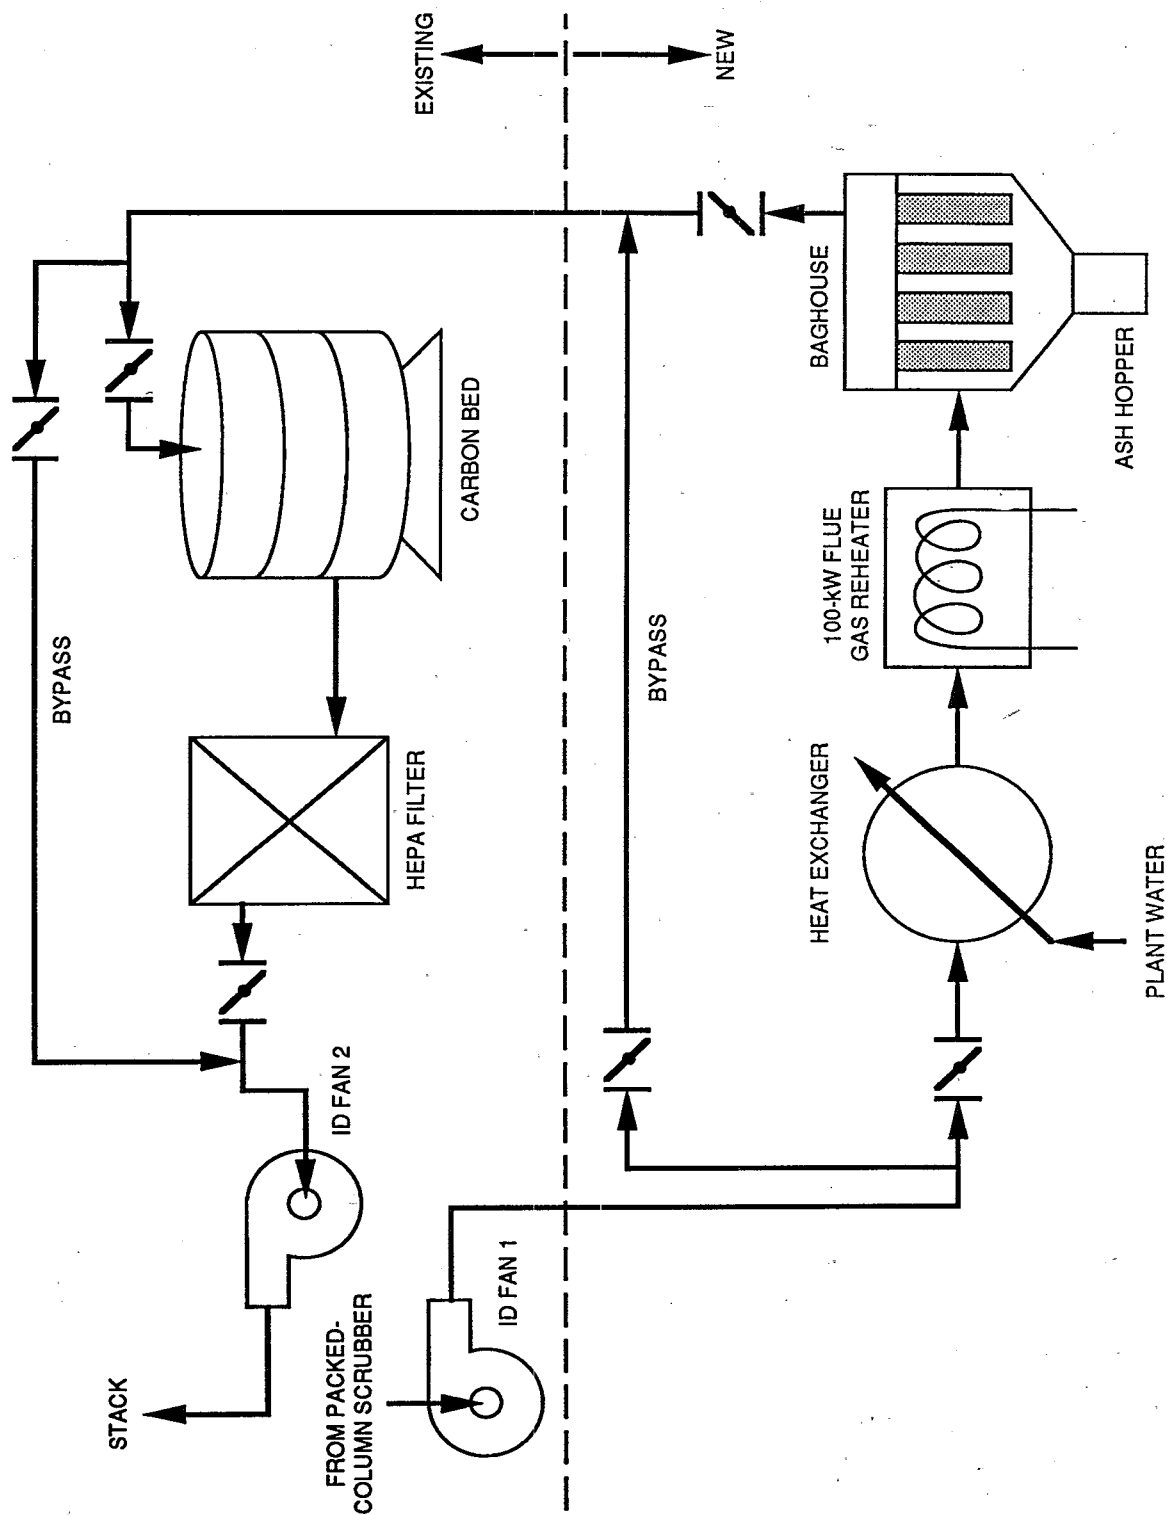 STACK
BYPASS
EXISTING
NEW
FROM PACKED-
COLUMN SCRUBBER
ID FAN 2
HEPA FILTER
CARBON BED
ID FAN 1
BYPASS
HEAT EXCHANGER
100-kW FLUE
GAS REHEATER
BAGHOUSE
PLANT WATER
ASH HOPPER